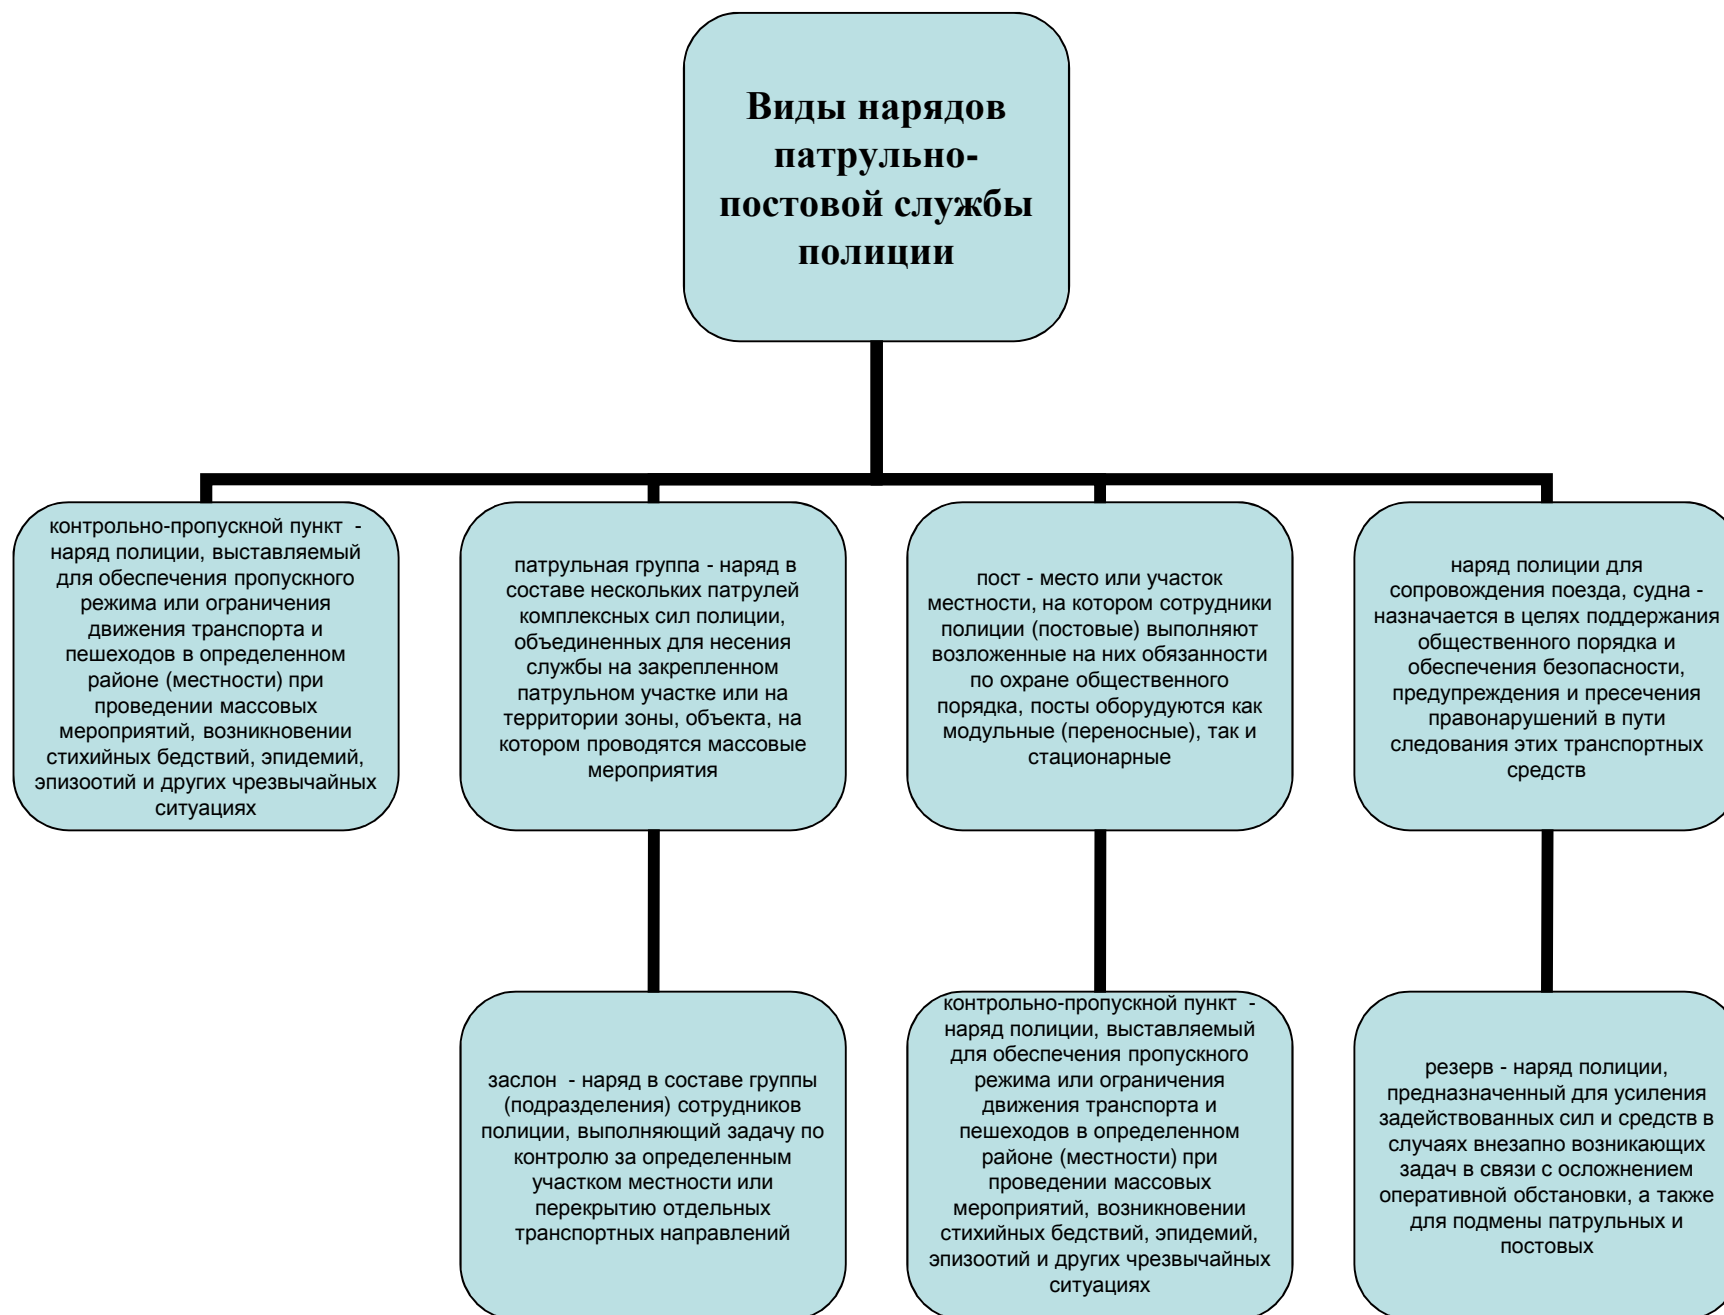 Виды нарядов
патрульно-
постовой службы
полиции
контрольно-пропускной пункт  -
наряд полиции, выставляемый
для обеспечения пропускного
режима или ограничения
движения транспорта и
пешеходов в определенном
районе (местности) при
проведении массовых
мероприятий, возникновении
стихийных бедствий, эпидемий,
эпизоотий и других чрезвычайных
ситуациях
патрульная группа - наряд в
составе нескольких патрулей
комплексных сил полиции,
объединенных для несения
службы на закрепленном
патрульном участке или на
территории зоны, объекта, на
котором проводятся массовые
мероприятия
пост - место или участок
местности, на котором сотрудники
полиции (постовые) выполняют
возложенные на них обязанности
по охране общественного
порядка, посты оборудуются как
модульные (переносные), так и
стационарные
наряд полиции для
сопровождения поезда, судна -
назначается в целях поддержания
общественного порядка и
обеспечения безопасности,
предупреждения и пресечения
правонарушений в пути
следования этих транспортных
средств
заслон  - наряд в составе группы
(подразделения) сотрудников
полиции, выполняющий задачу по
контролю за определенным
участком местности или
перекрытию отдельных
транспортных направлений
контрольно-пропускной пункт  -
наряд полиции, выставляемый
для обеспечения пропускного
режима или ограничения
движения транспорта и
пешеходов в определенном
районе (местности) при
проведении массовых
мероприятий, возникновении
стихийных бедствий, эпидемий,
эпизоотий и других чрезвычайных
ситуациях
резерв - наряд полиции,
предназначенный для усиления
задействованных сил и средств в
случаях внезапно возникающих
задач в связи с осложнением
оперативной обстановки, а также
для подмены патрульных и
постовых